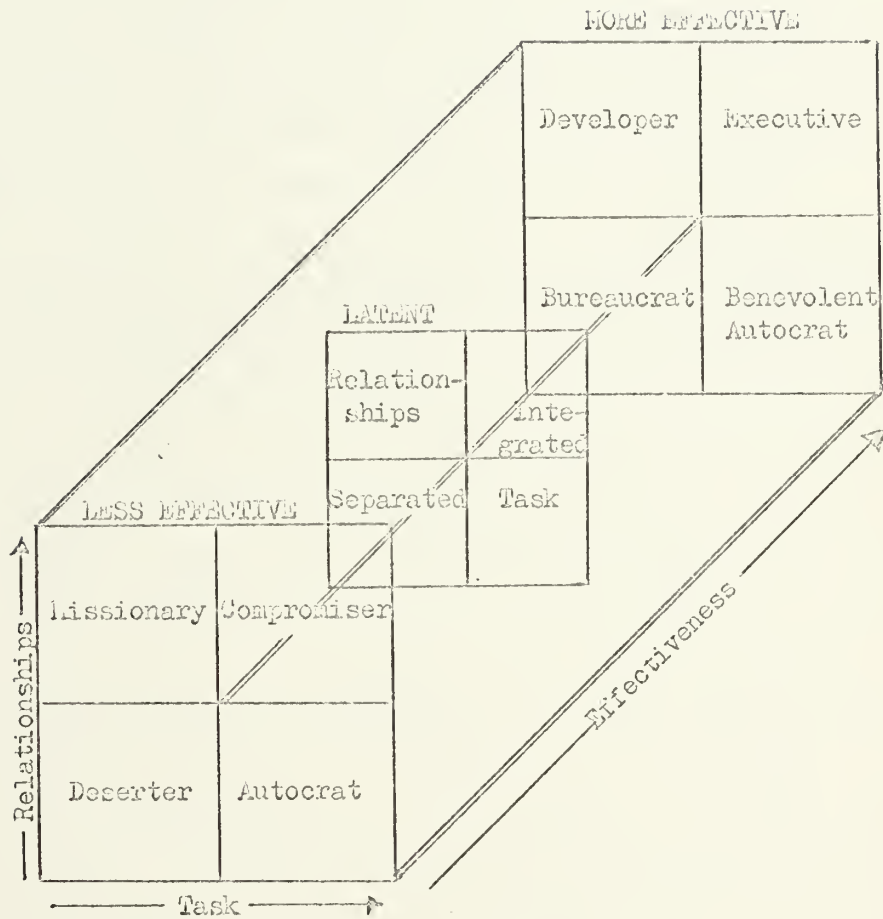 MORE EFFECTIVE
Developer
Executive
Bureaucrat
Benevolent
Autocrat
LATENT
Relation-
ships
Inte-
grated
Separated
Task
LESS EFFECTIVE
Missionary
Compromiser
Deserter
Autocrat
Relationships
Task
Effectiveness